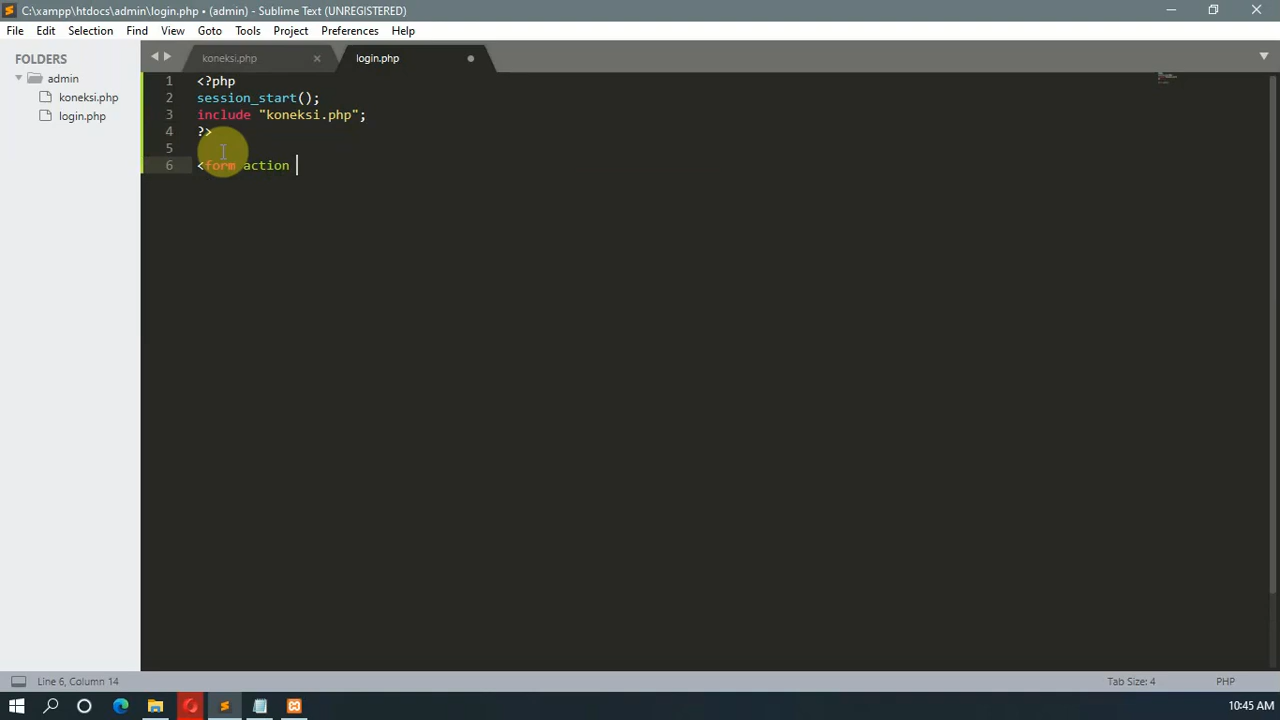 C:\xampp\htdocs\admin\login.php • (admin) - Sublime Text (UNREGISTERED)
File Edit Selection Find View Goto Tools Project Preferences Help
FOLDERS
admin
koneksi.php
login.php
koneksi.php login.php
1 <?php
2 session_start();
3 include "koneksi.php";
4 ?>
5
6 <form action
Line 6, Column 14
Tab Size: 4
PHP
10:45 AM